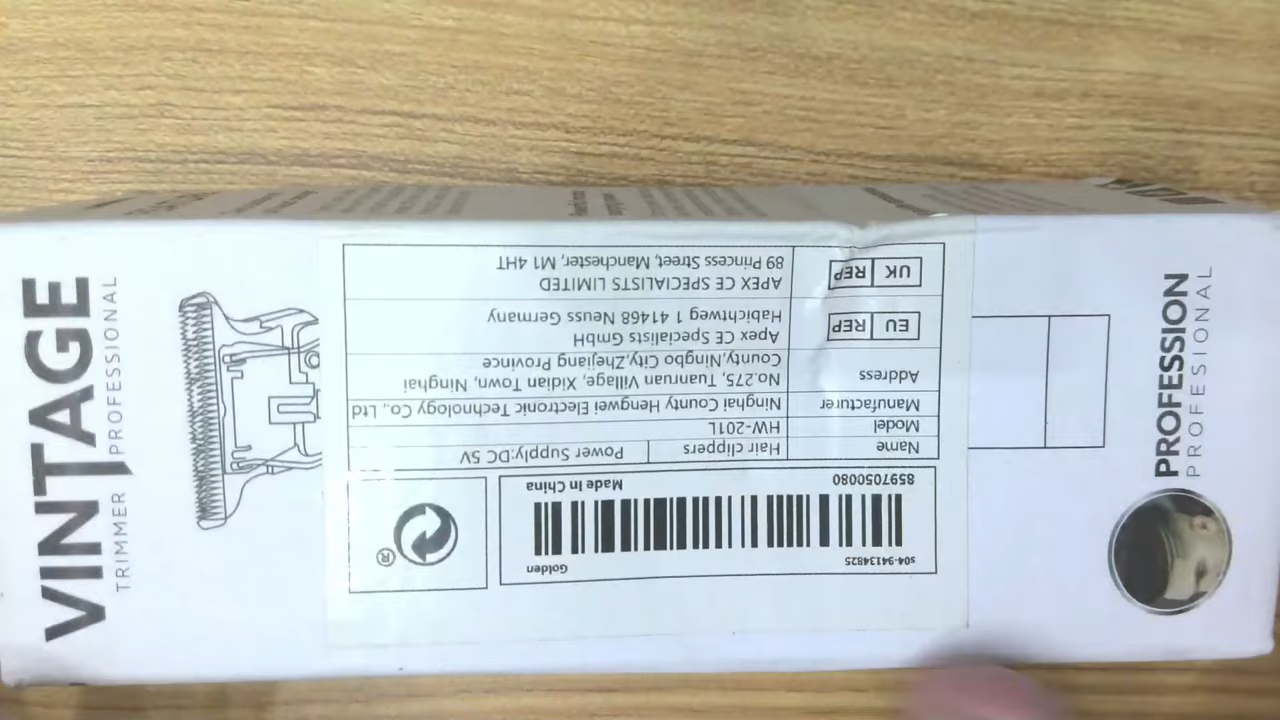 VINTAGE
TRIMMER PROFESSIONAL
s04-94134825 Golden
8597050080 Made In China
®
Name Hair clippers Power Supply:DC 5V
Model HW-201L
Manufacturer Ninghai County Hengwei Electronic Technology Co., Ltd
Address No.275, Tuanruan Village, Xidian Town, Ninghai
County,Ningbo City,Zhejiang Province
EU REP Apex CE Specialists GmbH
Habichtweg 1 41468 Neuss Germany
UK REP APEX CE SPECIALISTS LIMITED
89 Princess Street, Manchester, M1 4HT
PROFESSION
PROFESIONAL